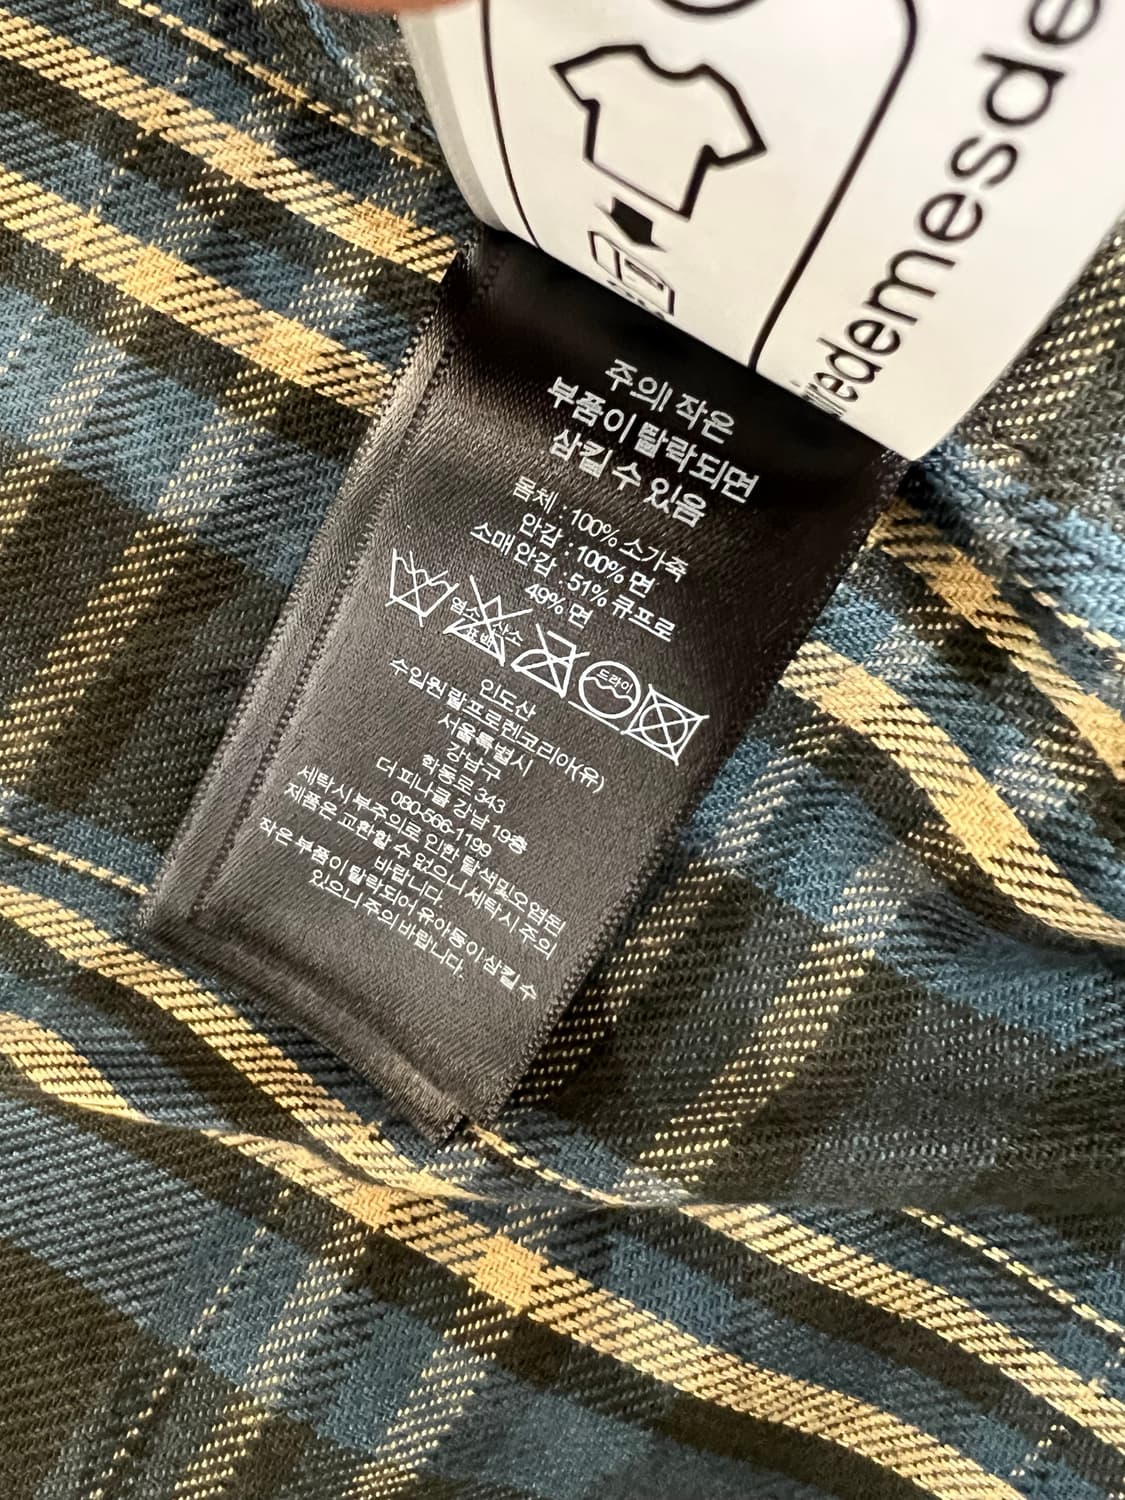 주의! 작은
부품이 탈락되면
삼킬 수 있음
몸체 : 100% 소가죽
안감 : 100% 면
소매 안감 : 51% 큐프로
49% 면
염소, 산소
표백
드라이
인도산
수입원 랄프로렌코리아(유)
서울특별시
강남구
학동로 343
더 피나클 강남 19층
080-566-1199
세탁시 부주의로 인한 탈색및오염된
제품은 교환할 수 없으니 세탁시 주의
바랍니다.
작은 부품이 탈락되어 유아동이 삼킬 수
있으니 주의 바랍니다.